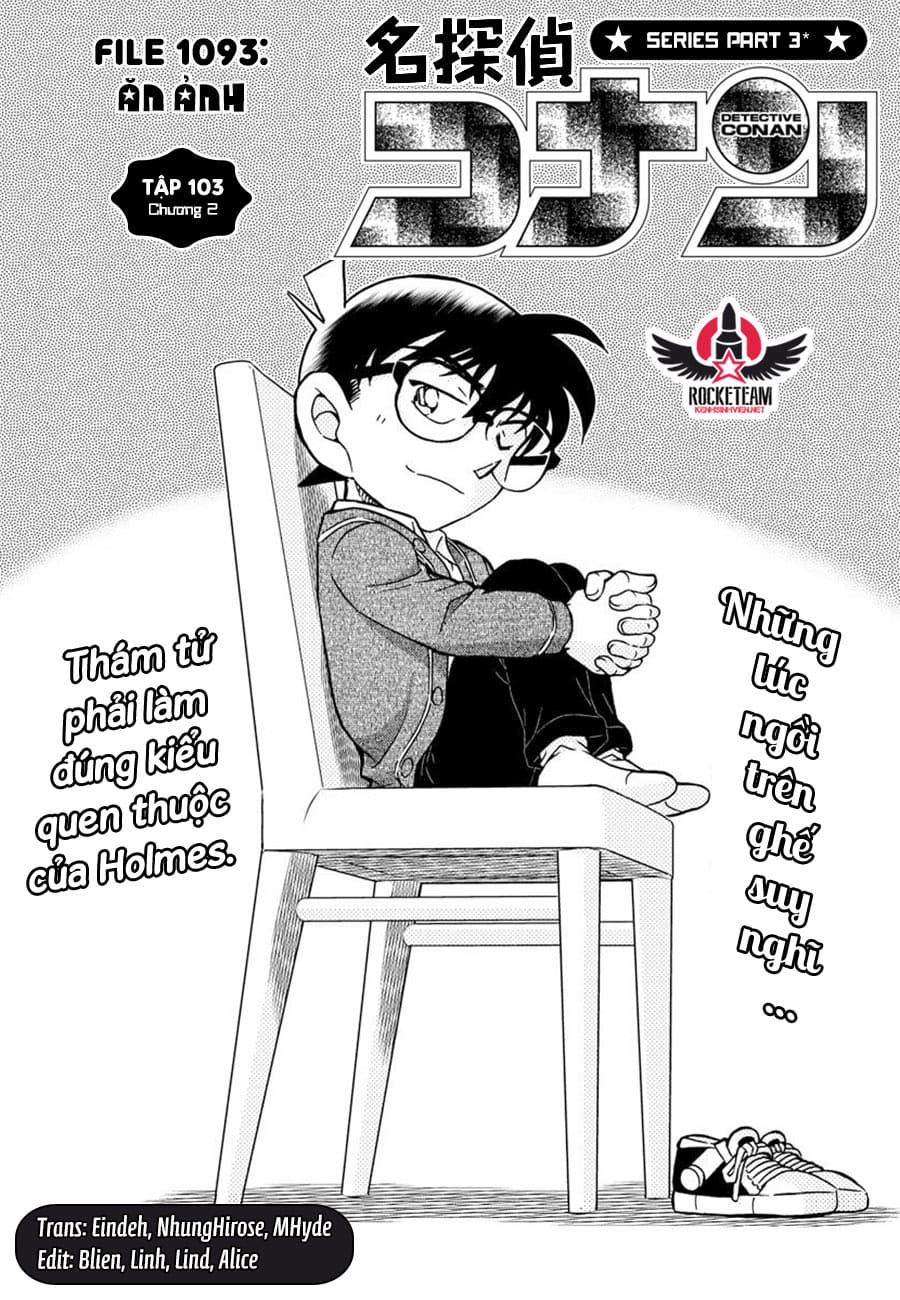 FILE 1093:
ĂN ẢNH
TẬP 103
Chương 2
名探偵
★ SERIES PART 3* ★
コナン
DETECTIVE
CONAN
ROCKETEAM
KENHSINHVIEN.NET
Những
lúc
ngồi
trên
ghế
suy
nghĩ
...
Thám tử
phải làm
đúng kiểu
quen thuộc
của Holmes.
Trans: Eindeh, NhungHirose, MHyde
Edit: Blien, Linh, Lind, Alice